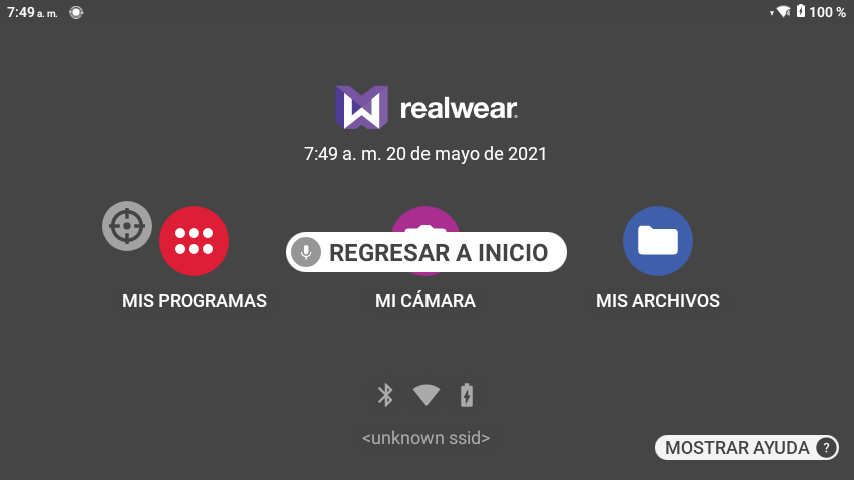 7:49 a. m.
100 %
realwear
7:49 a. m. 20 de mayo de 2021
REGRESAR A INICIO
MIS PROGRAMAS
MI CÁMARA
MIS ARCHIVOS
<unknown ssid>
MOSTRAR AYUDA ?